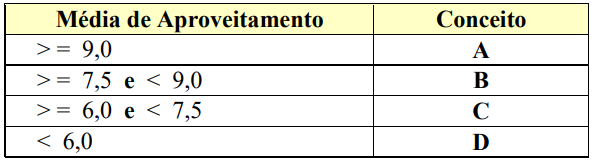 Média de Aproveitamento Conceito
> = 9,0 A
> = 7,5 e < 9,0 B
> = 6,0 e < 7,5 C
< 6,0 D